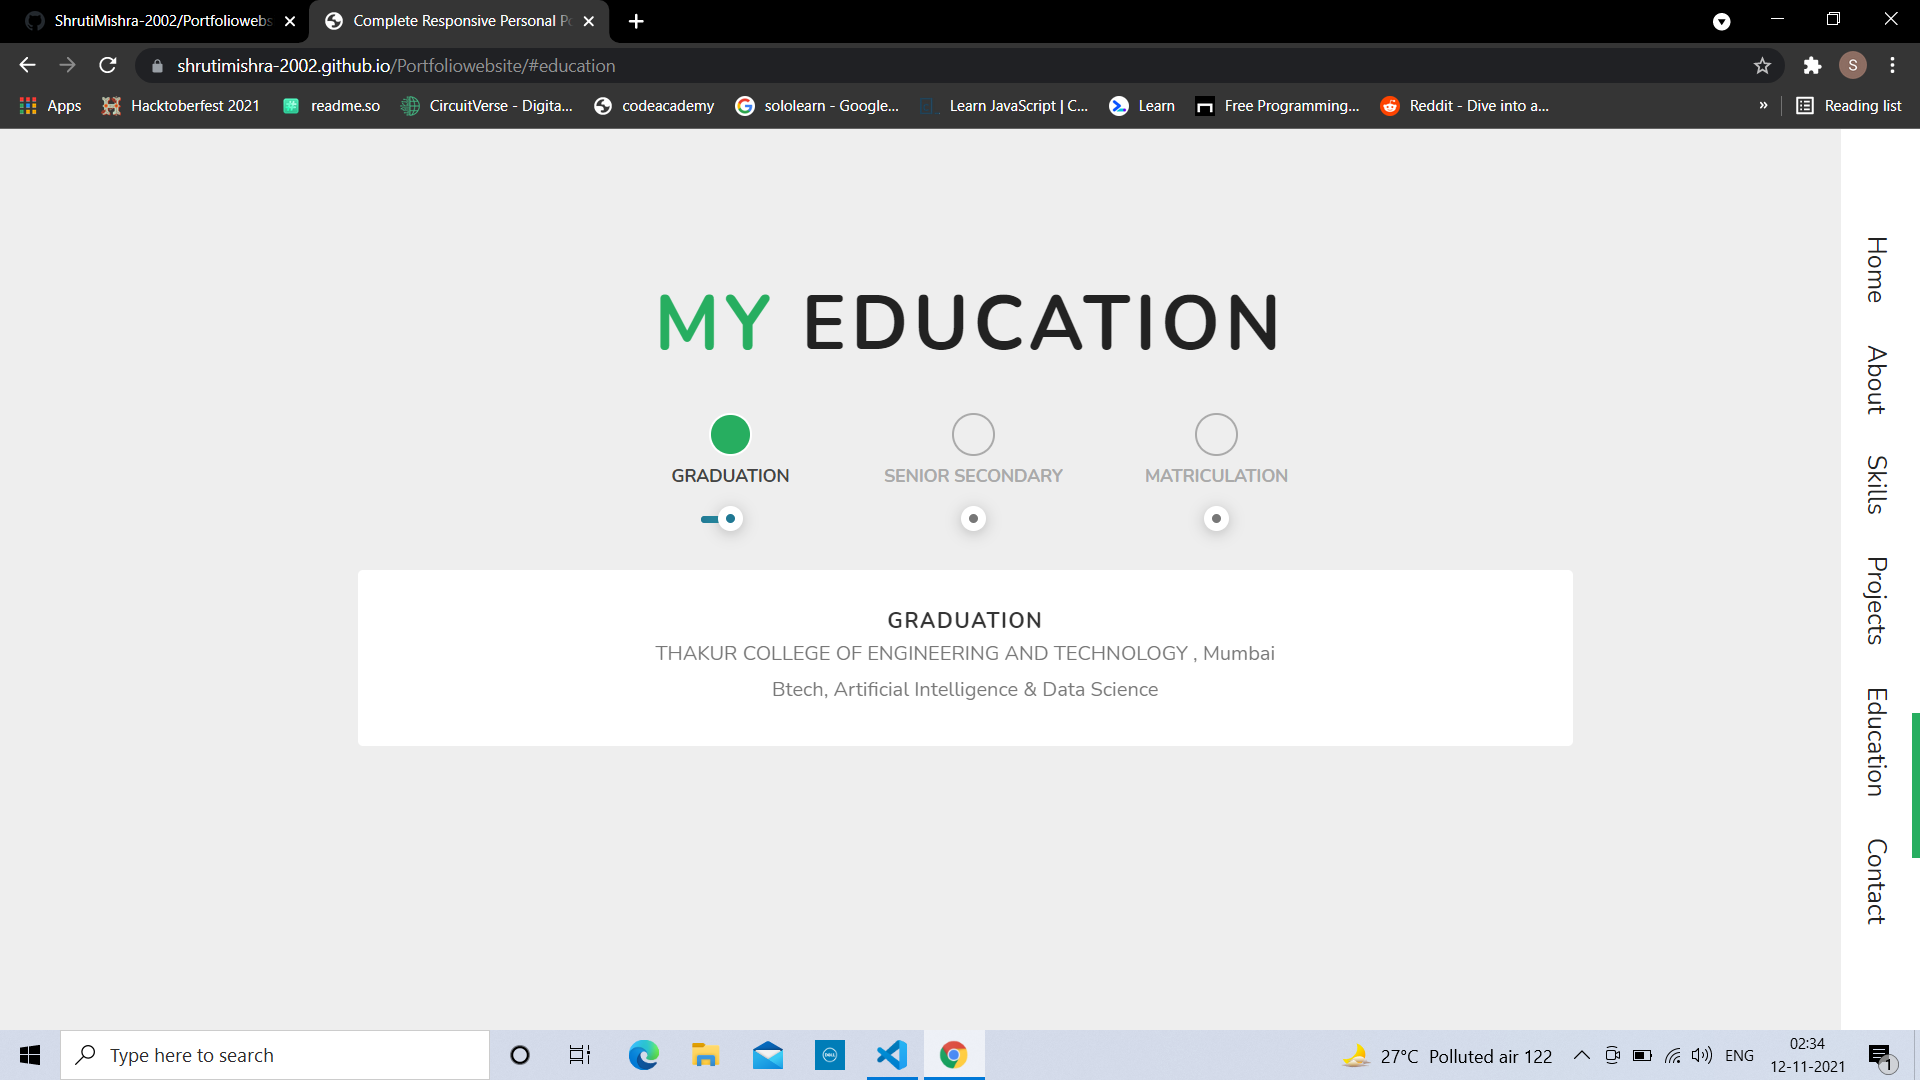 ShrutiMishra-2002/Portfoliowebs
Complete Responsive Personal Po
shrutimishra-2002.github.io/Portfoliowebsite/#education
S
Apps
Hacktoberfest 2021
readme.so
CircuitVerse - Digita...
codeacademy
sololearn - Google...
Learn JavaScript | C...
Learn
Free Programming...
Reddit - Dive into a...
»
Reading list
MY EDUCATION
GRADUATION
SENIOR SECONDARY
MATRICULATION
GRADUATION
THAKUR COLLEGE OF ENGINEERING AND TECHNOLOGY , Mumbai
Btech, Artificial Intelligence & Data Science
Home
About
Skills
Projects
Education
Contact
Type here to search
DELL
27°C Polluted air 122
ENG
02:34
12-11-2021
1